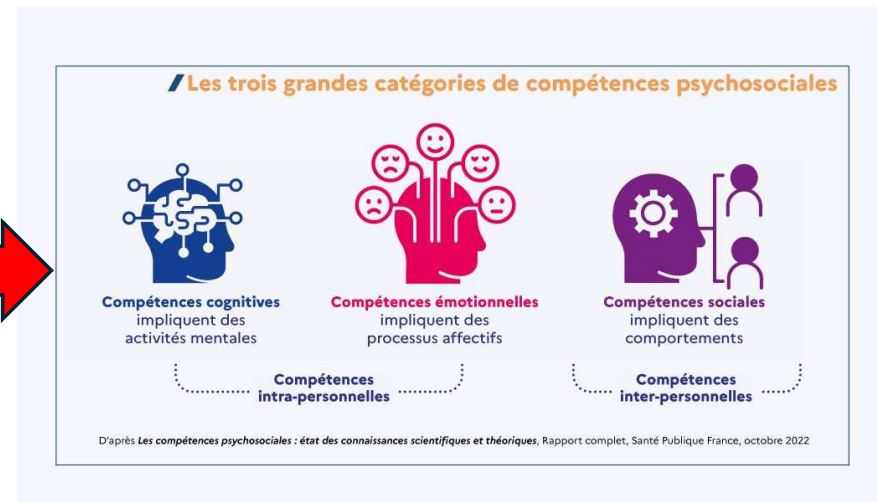 Les trois grandes catégories de compétences psychosociales
Compétences cognitives
impliquent des
activités mentales
Compétences émotionnelles
impliquent des
processus affectifs
Compétences sociales
impliquent des
comportements
Compétences
intra-personnelles
Compétences
inter-personnelles
D'après Les compétences psychosociales : état des connaissances scientifiques et théoriques, Rapport complet, Santé Publique France, octobre 2022